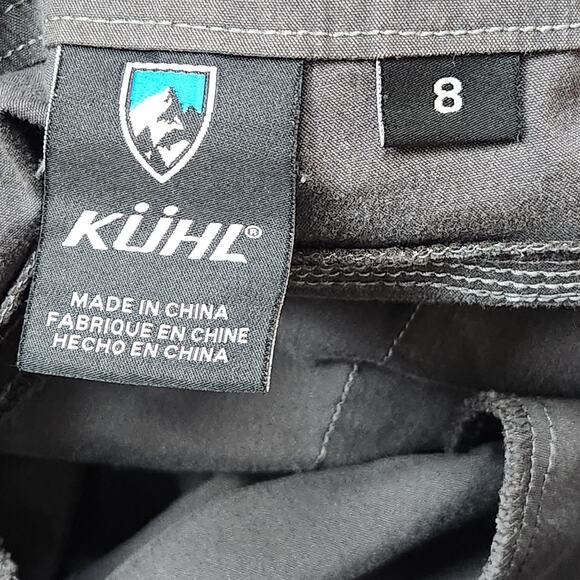 8
KÜHL®
MADE IN CHINA
FABRIQUE EN CHINE
HECHO EN CHINA